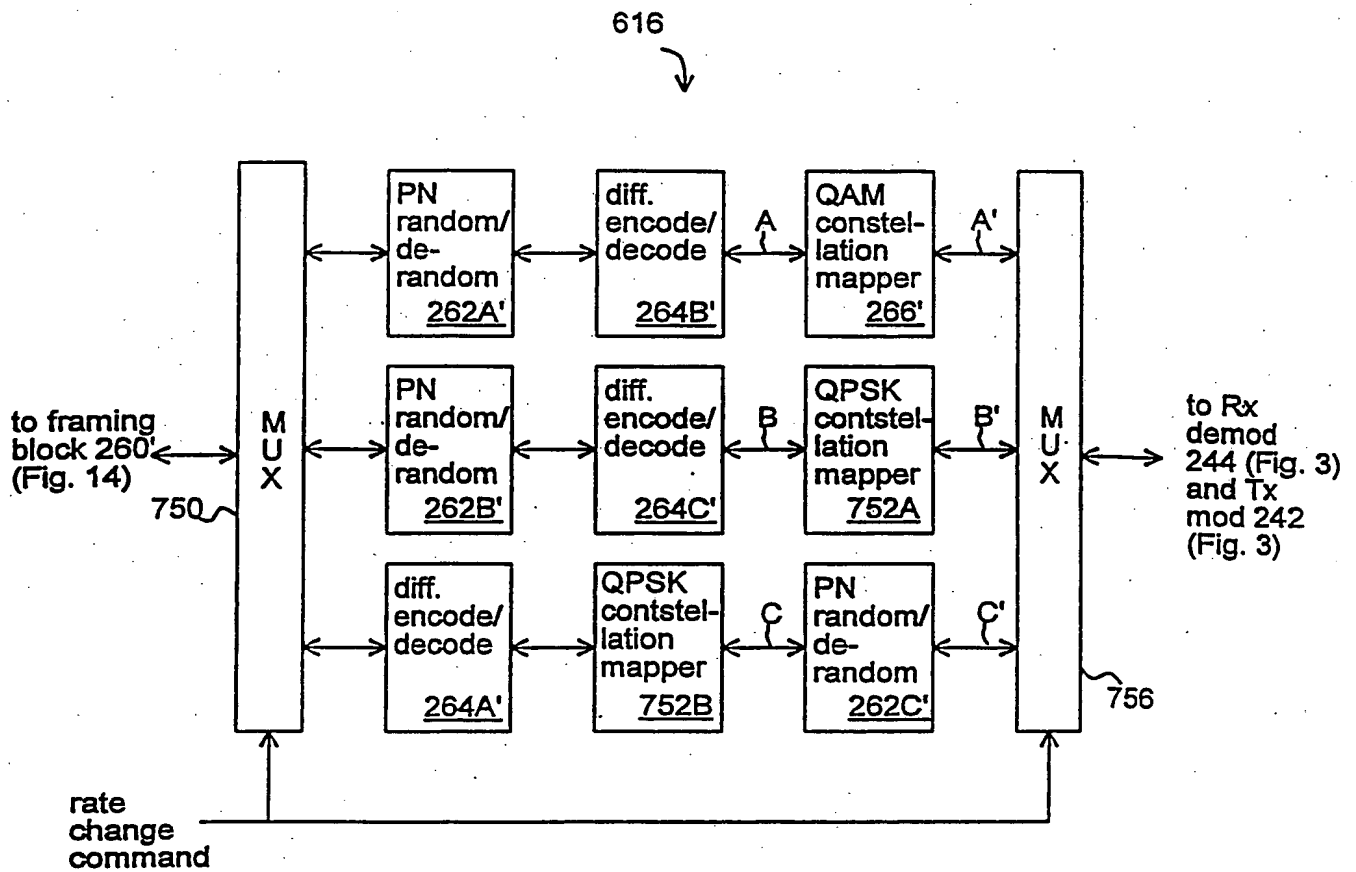 616
PN
random/
de-
random
262A'
diff.
encode/
decode
264B'
A
QAM
constel-
lation
mapper
266'
A'
PN
random/
de-
random
262B'
diff.
encode/
decode
264C'
B
QPSK
contstel-
lation
mapper
752A
B'
diff.
encode/
decode
264A'
QPSK
contstel-
lation
mapper
752B
C
PN
random/
de-
random
262C'
C'
M
U
X
M
U
X
to framing
block 260'
(Fig. 14)
750
to Rx
demod
244 (Fig. 3)
and Tx
mod 242
(Fig. 3)
756
rate
change
command